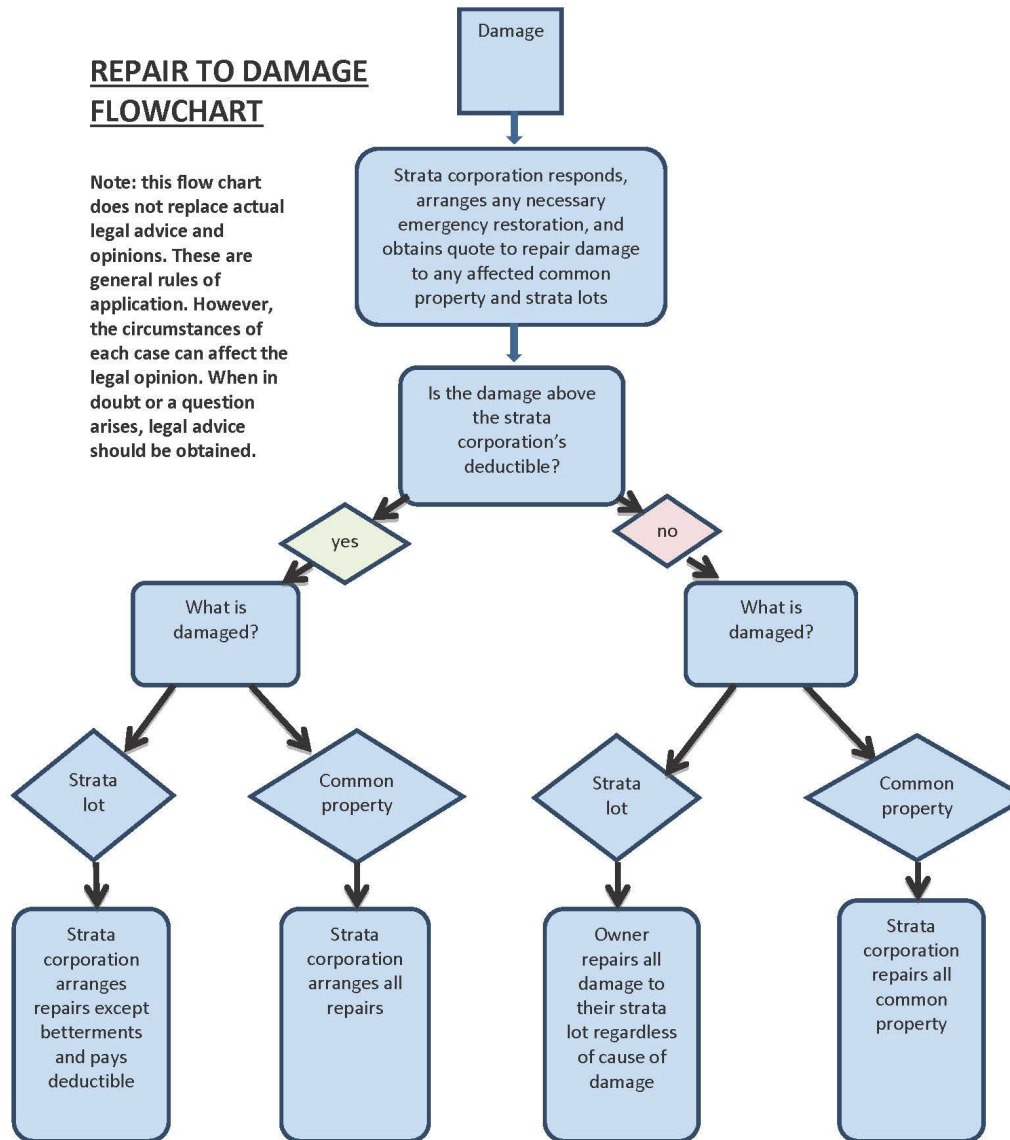 REPAIR TO DAMAGE
FLOWCHART
Note: this flow chart
does not replace actual
legal advice and
opinions. These are
general rules of
application. However,
the circumstances of
each case can affect the
legal opinion. When in
doubt or a question
arises, legal advice
should be obtained.
Damage
Strata corporation responds,
arranges any necessary
emergency restoration, and
obtains quote to repair damage
to any affected common
property and strata lots
Is the damage above
the strata
corporation’s
deductible?
yes
no
What is
damaged?
What is
damaged?
Strata
lot
Common
property
Strata
lot
Common
property
Strata
corporation
arranges
repairs except
betterments
and pays
deductible
Strata
corporation
arranges all
repairs
Owner
repairs all
damage to
their strata
lot regardless
of cause of
damage
Strata
corporation
repairs all
common
property